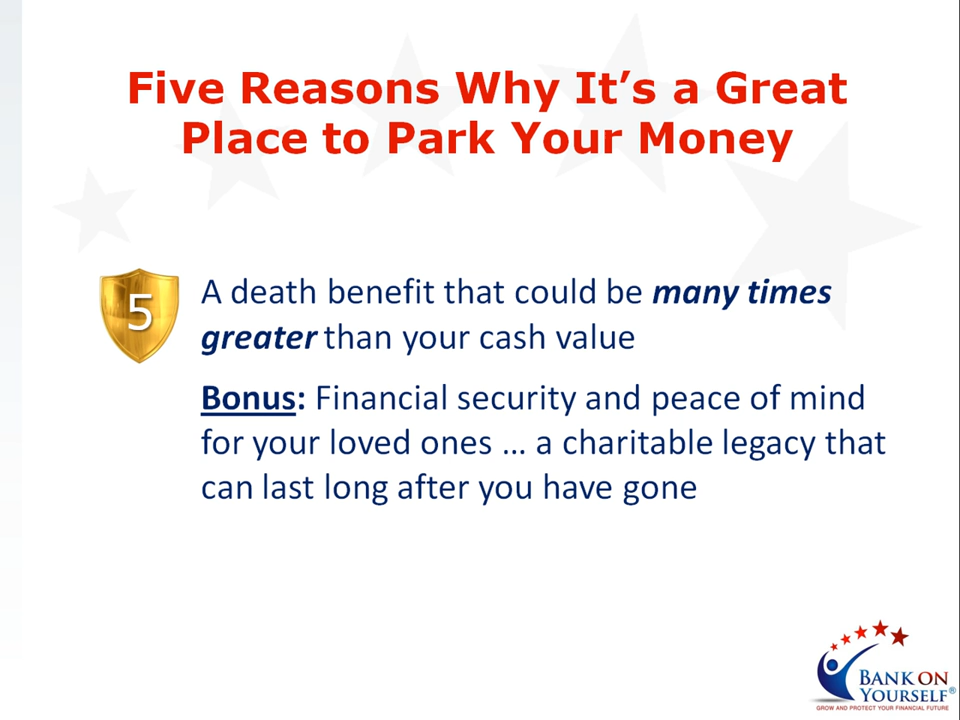 Five Reasons Why It's a Great
Place to Park Your Money
5
A death benefit that could be many times
greater than your cash value
Bonus: Financial security and peace of mind
for your loved ones … a charitable legacy that
can last long after you have gone
BANK ON
YOURSELF®
GROW AND PROTECT YOUR FINANCIAL FUTURE